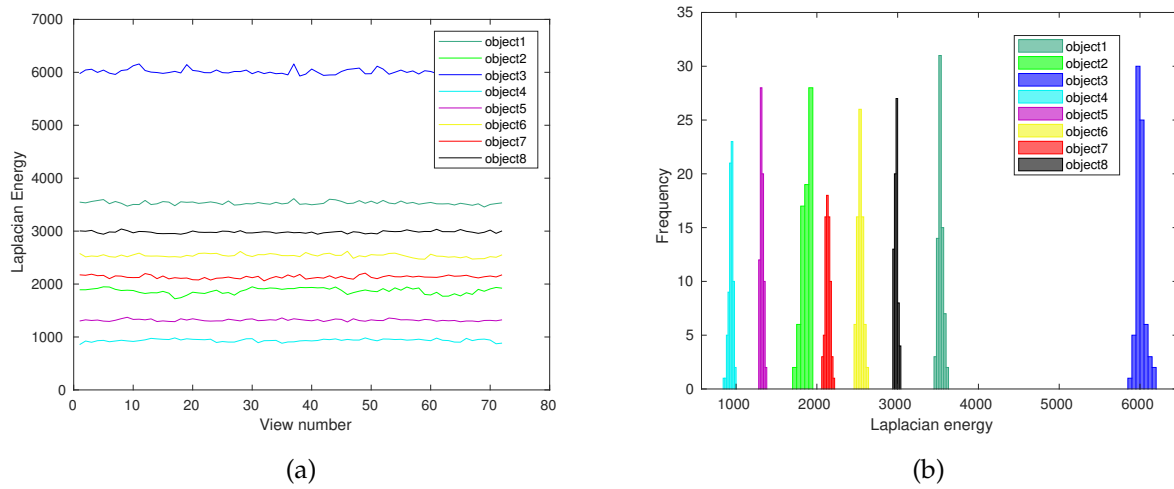 7000
6000
5000
4000
3000
2000
1000
0
Laplacian Energy
0 10 20 30 40 50 60 70 80
View number
object1
object2
object3
object4
object5
object6
object7
object8
(a)
35
30
25
20
15
10
5
0
Frequency
1000 2000 3000 4000 5000 6000
Laplacian energy
object1
object2
object3
object4
object5
object6
object7
object8
(b)